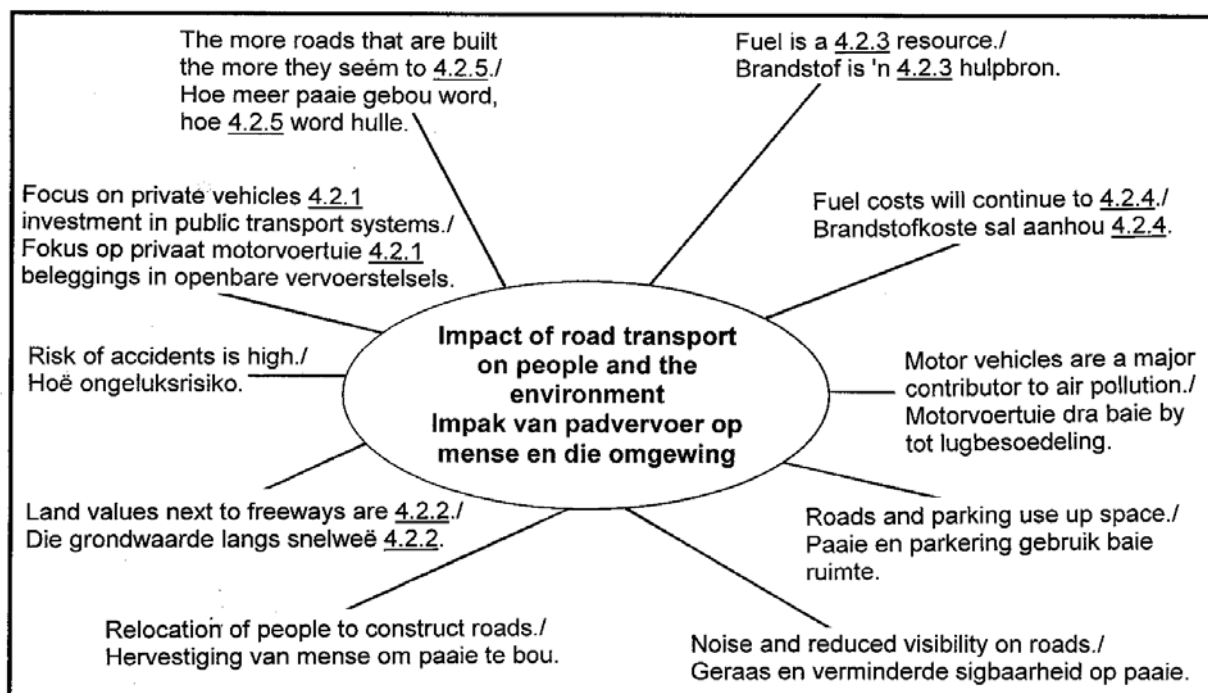 The more roads that are built
the more they seem to 4.2.5./
Hoe meer paaie gebou word,
hoe 4.2.5 word hulle.
Fuel is a 4.2.3 resource./
Brandstof is 'n 4.2.3 hulpbron.
Focus on private vehicles 4.2.1
investment in public transport systems./
Fokus op privaat motorvoertuie 4.2.1
beleggings in openbare vervoerstelsels.
Fuel costs will continue to 4.2.4./
Brandstofkoste sal aanhou 4.2.4.
Risk of accidents is high./
Hoë ongeluksrisiko.
Impact of road transport
on people and the
environment
Impak van padvervoer op
mense en die omgewing
Motor vehicles are a major
contributor to air pollution./
Motorvoertuie dra baie by
tot lugbesoedeling.
Land values next to freeways are 4.2.2./
Die grondwaarde langs snelweë 4.2.2.
Roads and parking use up space./
Paaie en parkering gebruik baie
ruimte.
Relocation of people to construct roads./
Hervestiging van mense om paaie te bou.
Noise and reduced visibility on roads./
Geraas en verminderde sigbaarheid op paaie.